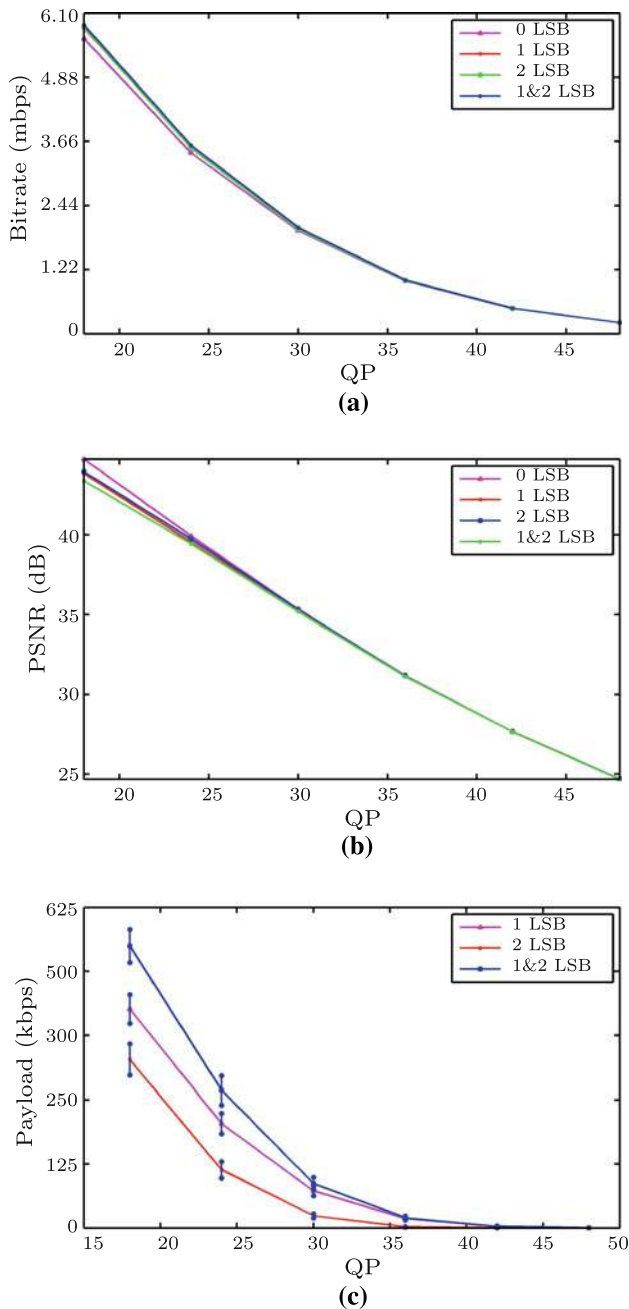 6.10
4.88
3.66
2.44
1.22
0
Bitrate (mbps)
0 LSB
1 LSB
2 LSB
1&2 LSB
20 25 30 35 40 45
QP
(a)
40
35
30
25
PSNR (dB)
0 LSB
1 LSB
2 LSB
1&2 LSB
20 25 30 35 40 45
QP
(b)
625
500
300
250
125
0
Payload (kbps)
1 LSB
2 LSB
1&2 LSB
15 20 25 30 35 40 45 50
QP
(c)